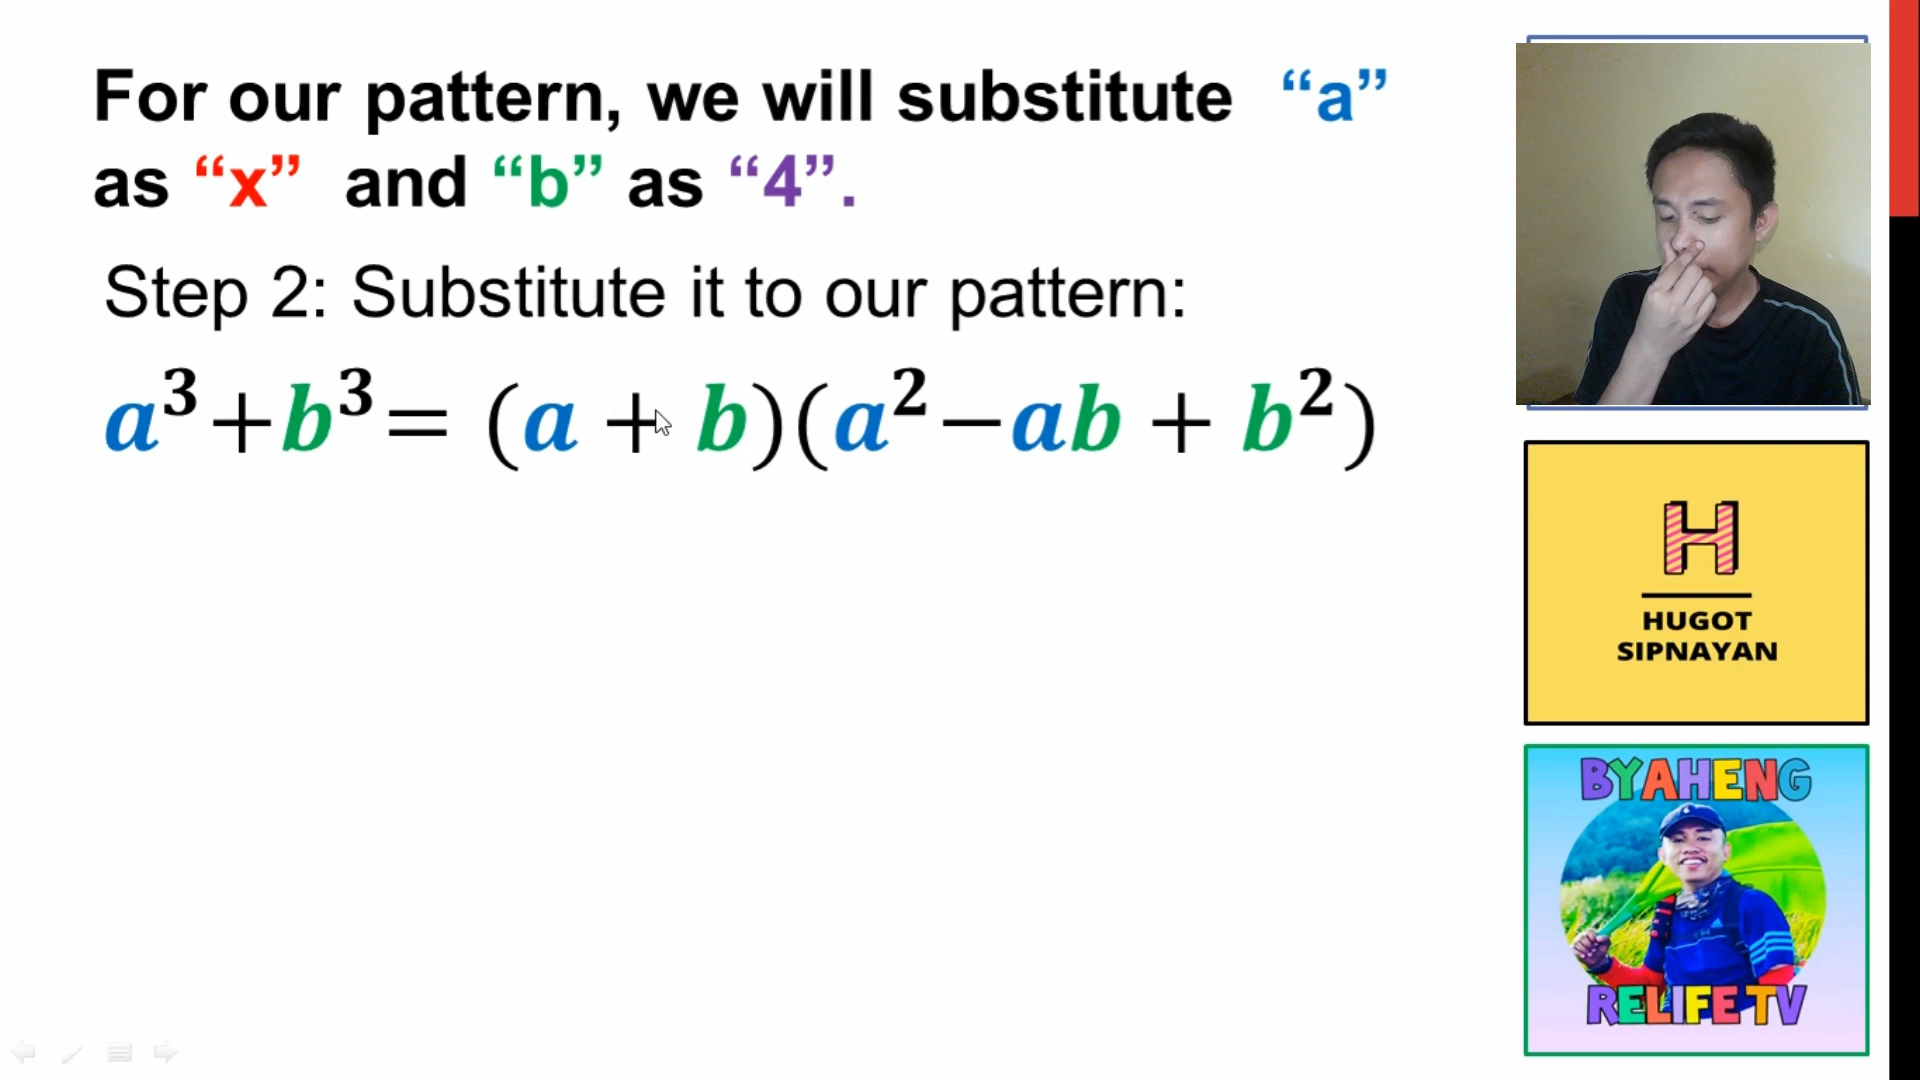 For our pattern, we will substitute “a”
as “x” and “b” as “4”.
Step 2: Substitute it to our pattern:
a³+b³= (a + b)(a²−ab + b²)
H
HUGOT
SIPNAYAN
BYAHENG
RELIFE TV